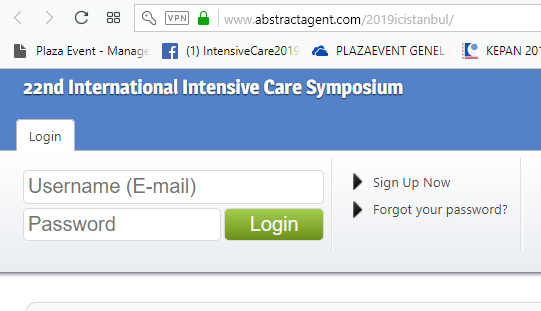 VPN www.abstractagent.com/2019icistanbul/
Plaza Event - Manage (1) IntensiveCare2019 PLAZAEVENT GENEL KEPAN 201
22nd International Intensive Care Symposium
Login
Username (E-mail)
Password
Login
Sign Up Now
Forgot your password?